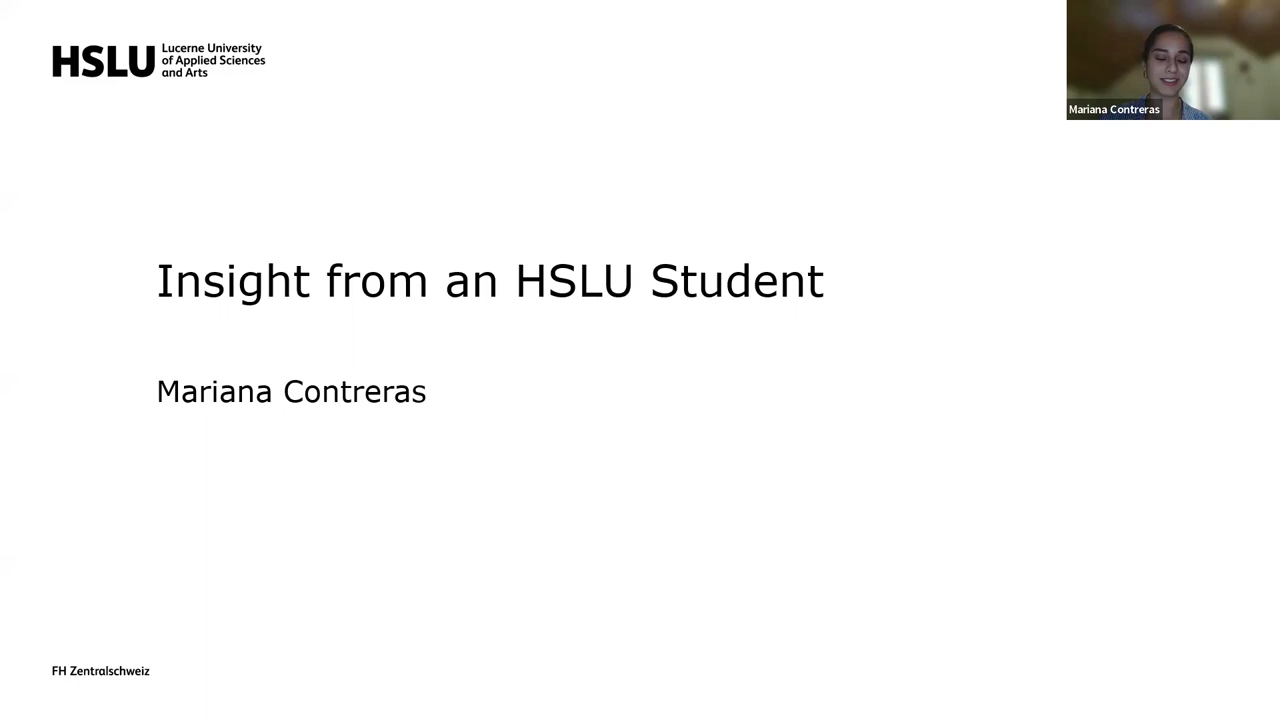 HSLU Lucerne University
of Applied Sciences
and Arts
Mariana Contreras
Insight from an HSLU Student
Mariana Contreras
FH Zentralschweiz